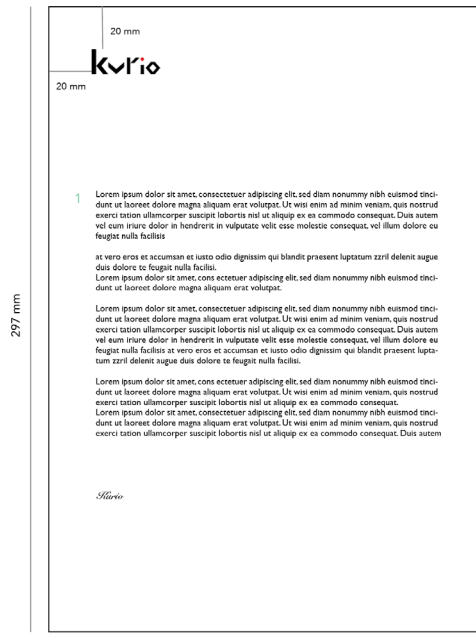 20 mm
kurio
20 mm
1
Lorem ipsum dolor sit amet, consectetuer adipiscing elit, sed diam nonummy nibh euismod tinci-
dunt ut laoreet dolore magna aliquam erat volutpat. Ut wisi enim ad minim veniam, quis nostrud
exerci tation ullamcorper suscipit lobortis nisl ut aliquip ex ea commodo consequat. Duis autem
vel eum iriure dolor in hendrerit in vulputate velit esse molestie consequat, vel illum dolore eu
feugiat nulla facilisis
at vero eros et accumsan et iusto odio dignissim qui blandit praesent luptatum zzril delenit augue
duis dolore te feugait nulla facilisi.
Lorem ipsum dolor sit amet, cons ectetuer adipiscing elit, sed diam nonummy nibh euismod tinci-
dunt ut laoreet dolore magna aliquam erat volutpat.
Lorem ipsum dolor sit amet, consectetuer adipiscing elit, sed diam nonummy nibh euismod tinci-
dunt ut laoreet dolore magna aliquam erat volutpat. Ut wisi enim ad minim veniam, quis nostrud
exerci tation ullamcorper suscipit lobortis nisl ut aliquip ex ea commodo consequat. Duis autem
vel eum iriure dolor in hendrerit in vulputate velit esse molestie consequat, vel illum dolore eu
feugiat nulla facilisis at vero eros et accumsan et iusto odio dignissim qui blandit praesent lupta-
tum zzril delenit augue duis dolore te feugait nulla facilisi.
Lorem ipsum dolor sit amet, cons ectetuer adipiscing elit, sed diam nonummy nibh euismod tinci-
dunt ut laoreet dolore magna aliquam erat volutpat. Ut wisi enim ad minim veniam, quis nostrud
exerci tation ullamcorper suscipit lobortis nisl ut aliquip ex ea commodo consequat.
Lorem ipsum dolor sit amet, consectetuer adipiscing elit, sed diam nonummy nibh euismod tinci-
dunt ut laoreet dolore magna aliquam erat volutpat. Ut wisi enim ad minim veniam, quis nostrud
exerci tation ullamcorper suscipit lobortis nisl ut aliquip ex ea commodo consequat. Duis autem
297 mm
Kurio